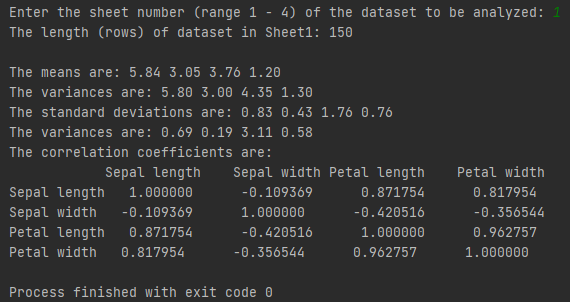 Enter the sheet number (range 1 - 4) of the dataset to be analyzed: 1
The length (rows) of dataset in Sheet1: 150
The means are: 5.84 3.05 3.76 1.20
The variances are: 5.80 3.00 4.35 1.30
The standard deviations are: 0.83 0.43 1.76 0.76
The variances are: 0.69 0.19 3.11 0.58
The correlation coefficients are:
Sepal length Sepal width Petal length Petal width
Sepal length 1.000000 -0.109369 0.871754 0.817954
Sepal width -0.109369 1.000000 -0.420516 -0.356544
Petal length 0.871754 -0.420516 1.000000 0.962757
Petal width 0.817954 -0.356544 0.962757 1.000000
Process finished with exit code 0